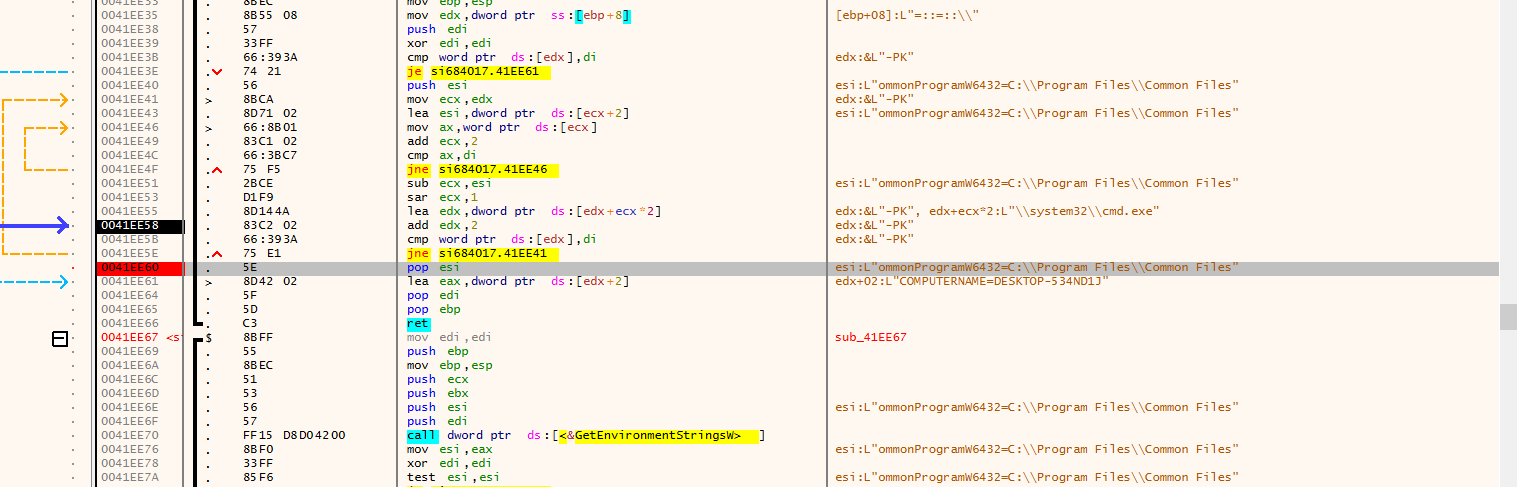 0041EE33 . 8BEC mov ebp,esp
0041EE35 . 8B55 08 mov edx,dword ptr ss:[ebp+8] [ebp+08]:L"=::=::\\"
0041EE38 . 57 push edi
0041EE39 . 33FF xor edi,edi
0041EE3B . 66:393A cmp word ptr ds:[edx],di edx:&L"-PK"
0041EE3E . 74 21 je si684017.41EE61
0041EE40 . 56 push esi esi:L"ommonProgramW6432=C:\\Program Files\\Common Files"
0041EE41 > 8BCA mov ecx,edx edx:&L"-PK"
0041EE43 . 8D71 02 lea esi,dword ptr ds:[ecx+2] esi:L"ommonProgramW6432=C:\\Program Files\\Common Files"
0041EE46 > 66:8B01 mov ax,word ptr ds:[ecx]
0041EE49 . 83C1 02 add ecx,2
0041EE4C . 66:3BC7 cmp ax,di
0041EE4F . 75 F5 jne si684017.41EE46
0041EE51 . 2BCE sub ecx,esi esi:L"ommonProgramW6432=C:\\Program Files\\Common Files"
0041EE53 . D1F9 sar ecx,1
0041EE55 . 8D144A lea edx,dword ptr ds:[edx+ecx*2] edx:&L"-PK", edx+ecx*2:L"\\system32\\cmd.exe"
0041EE58 . 83C2 02 add edx,2 edx:&L"-PK"
0041EE5B . 66:393A cmp word ptr ds:[edx],di edx:&L"-PK"
0041EE5E . 75 E1 jne si684017.41EE41
0041EE60 . 5E pop esi esi:L"ommonProgramW6432=C:\\Program Files\\Common Files"
0041EE61 > 8D42 02 lea eax,dword ptr ds:[edx+2] edx+02:L"COMPUTERNAME=DESKTOP-534ND1J"
0041EE64 . 5F pop edi
0041EE65 . 5D pop ebp
0041EE66 . C3 ret
0041EE67 <si $ 8BFF mov edi,edi sub_41EE67
0041EE69 . 55 push ebp
0041EE6A . 8BEC mov ebp,esp
0041EE6C . 51 push ecx
0041EE6D . 53 push ebx
0041EE6E . 56 push esi esi:L"ommonProgramW6432=C:\\Program Files\\Common Files"
0041EE6F . 57 push edi
0041EE70 . FF15 D8D04200 call dword ptr ds:[<&GetEnvironmentStringsW>]
0041EE76 . 8BF0 mov esi,eax esi:L"ommonProgramW6432=C:\\Program Files\\Common Files"
0041EE78 . 33FF xor edi,edi
0041EE7A . 85F6 test esi,esi esi:L"ommonProgramW6432=C:\\Program Files\\Common Files"